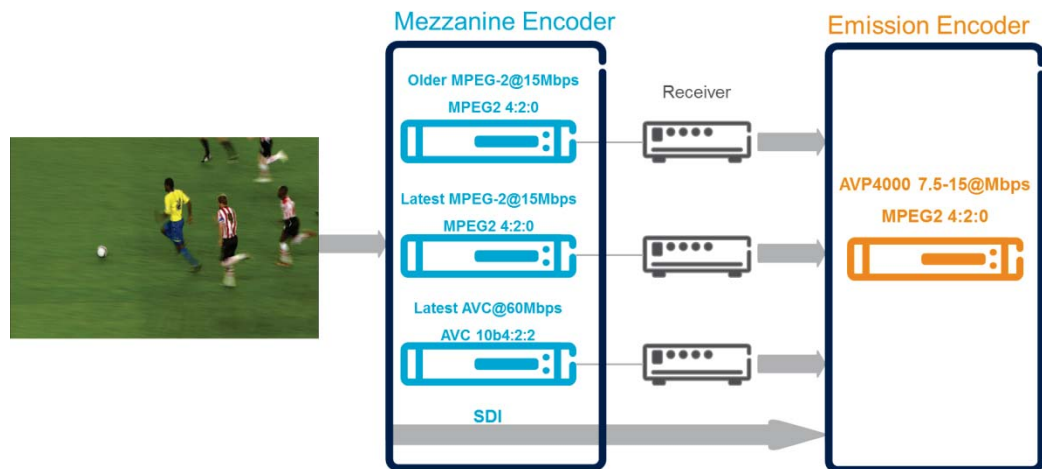 Mezzanine Encoder
Emission Encoder
Older MPEG-2@15Mbps
MPEG2 4:2:0
Receiver
Latest MPEG-2@15Mbps
MPEG2 4:2:0
AVP4000 7.5-15@Mbps
MPEG2 4:2:0
Latest AVC@60Mbps
AVC 10b4:2:2
SDI